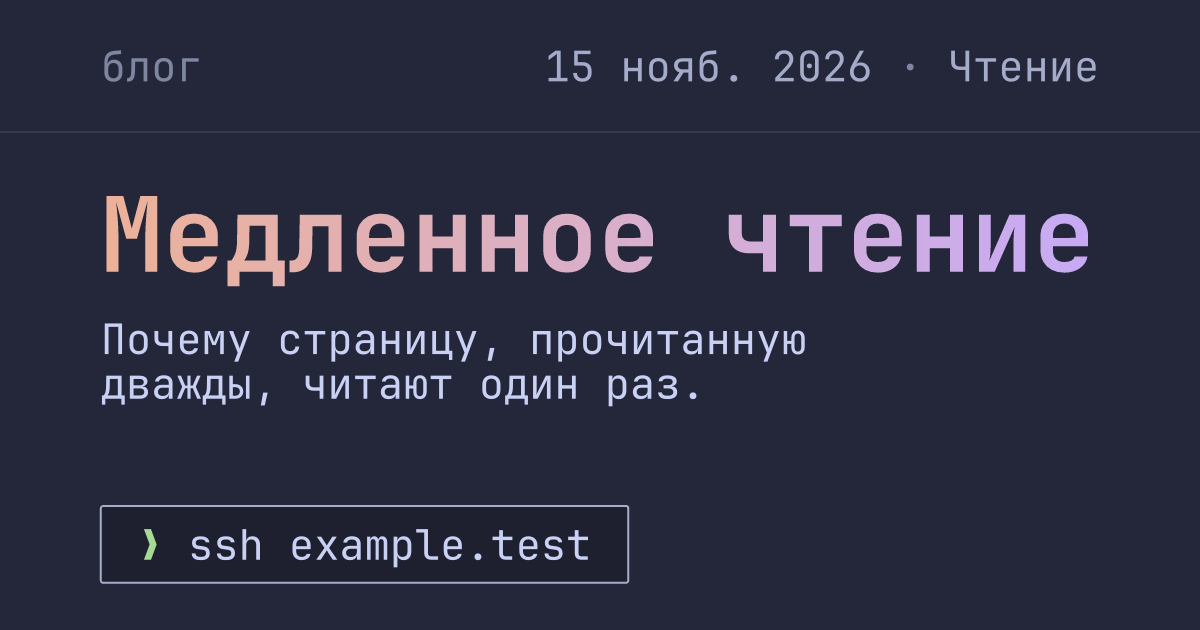 блог
15 нояб. 2026 · Чтение
Медленное чтение
Почему страницу, прочитанную
дважды, читают один раз.
❯ ssh example.test